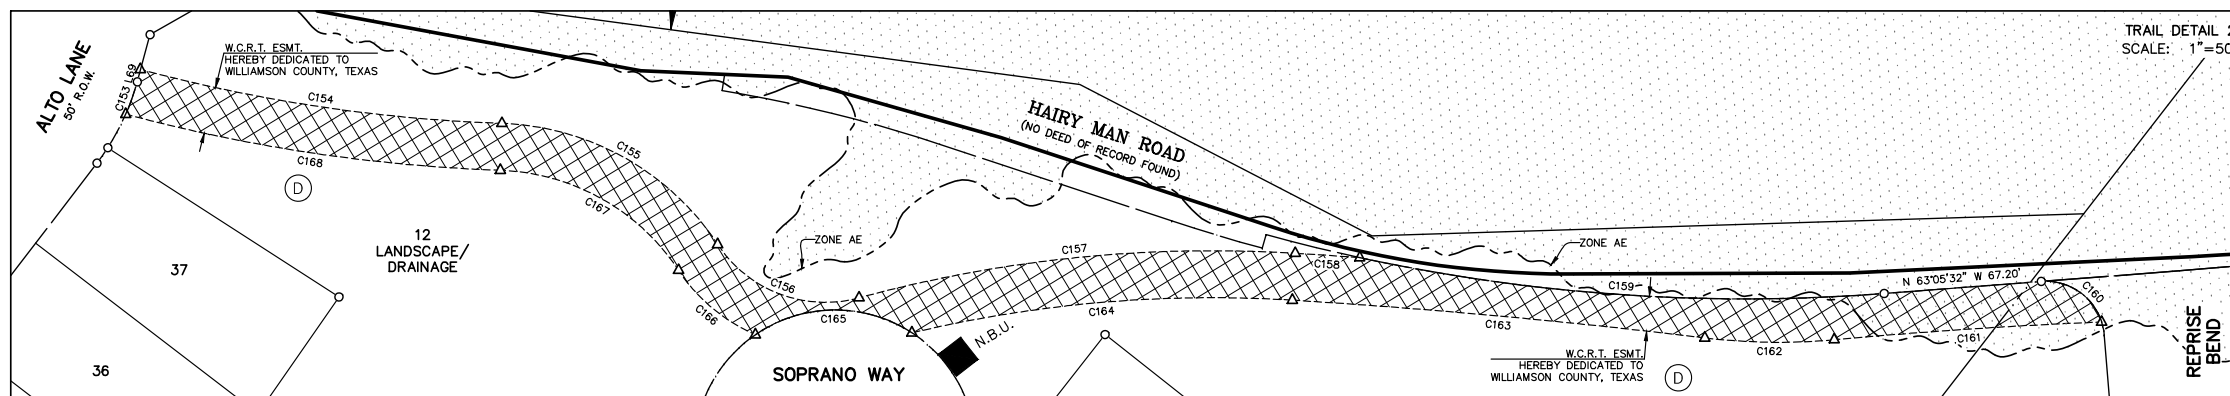 TRAIL DETAIL 2
SCALE: 1"=50
ALTO LANE
50' R.O.W.
W.C.R.T. ESMT.
HEREBY DEDICATED TO
WILLIAMSON COUNTY, TEXAS
C153
L69
C154
C168
D
C155
C167
HAIRY MAN ROAD
(NO DEED OF RECORD FOUND)
12
LANDSCAPE/
DRAINAGE
37
36
ZONE AE
C156
C166
C165
C157
C158
C164
N.B.U.
SOPRANO WAY
ZONE AE
C159
N 63°05'32" W 67.20'
C160
C163
C162
C161
W.C.R.T. ESMT.
HEREBY DEDICATED TO
WILLIAMSON COUNTY, TEXAS
D
REPRISE
BEND